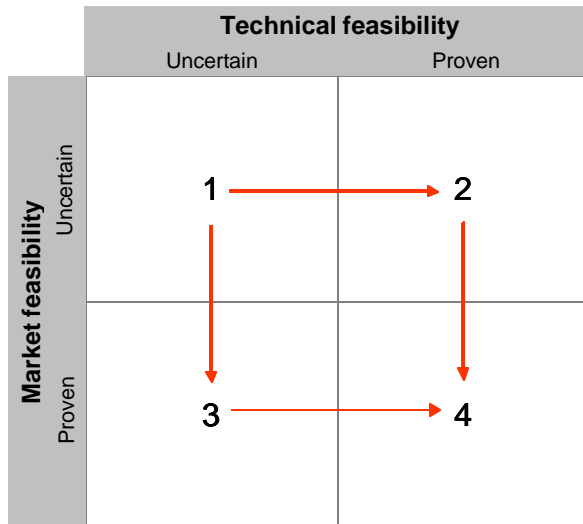 Technical feasibility
Uncertain Proven
Market feasibility
Uncertain
1 2
Proven
3 4